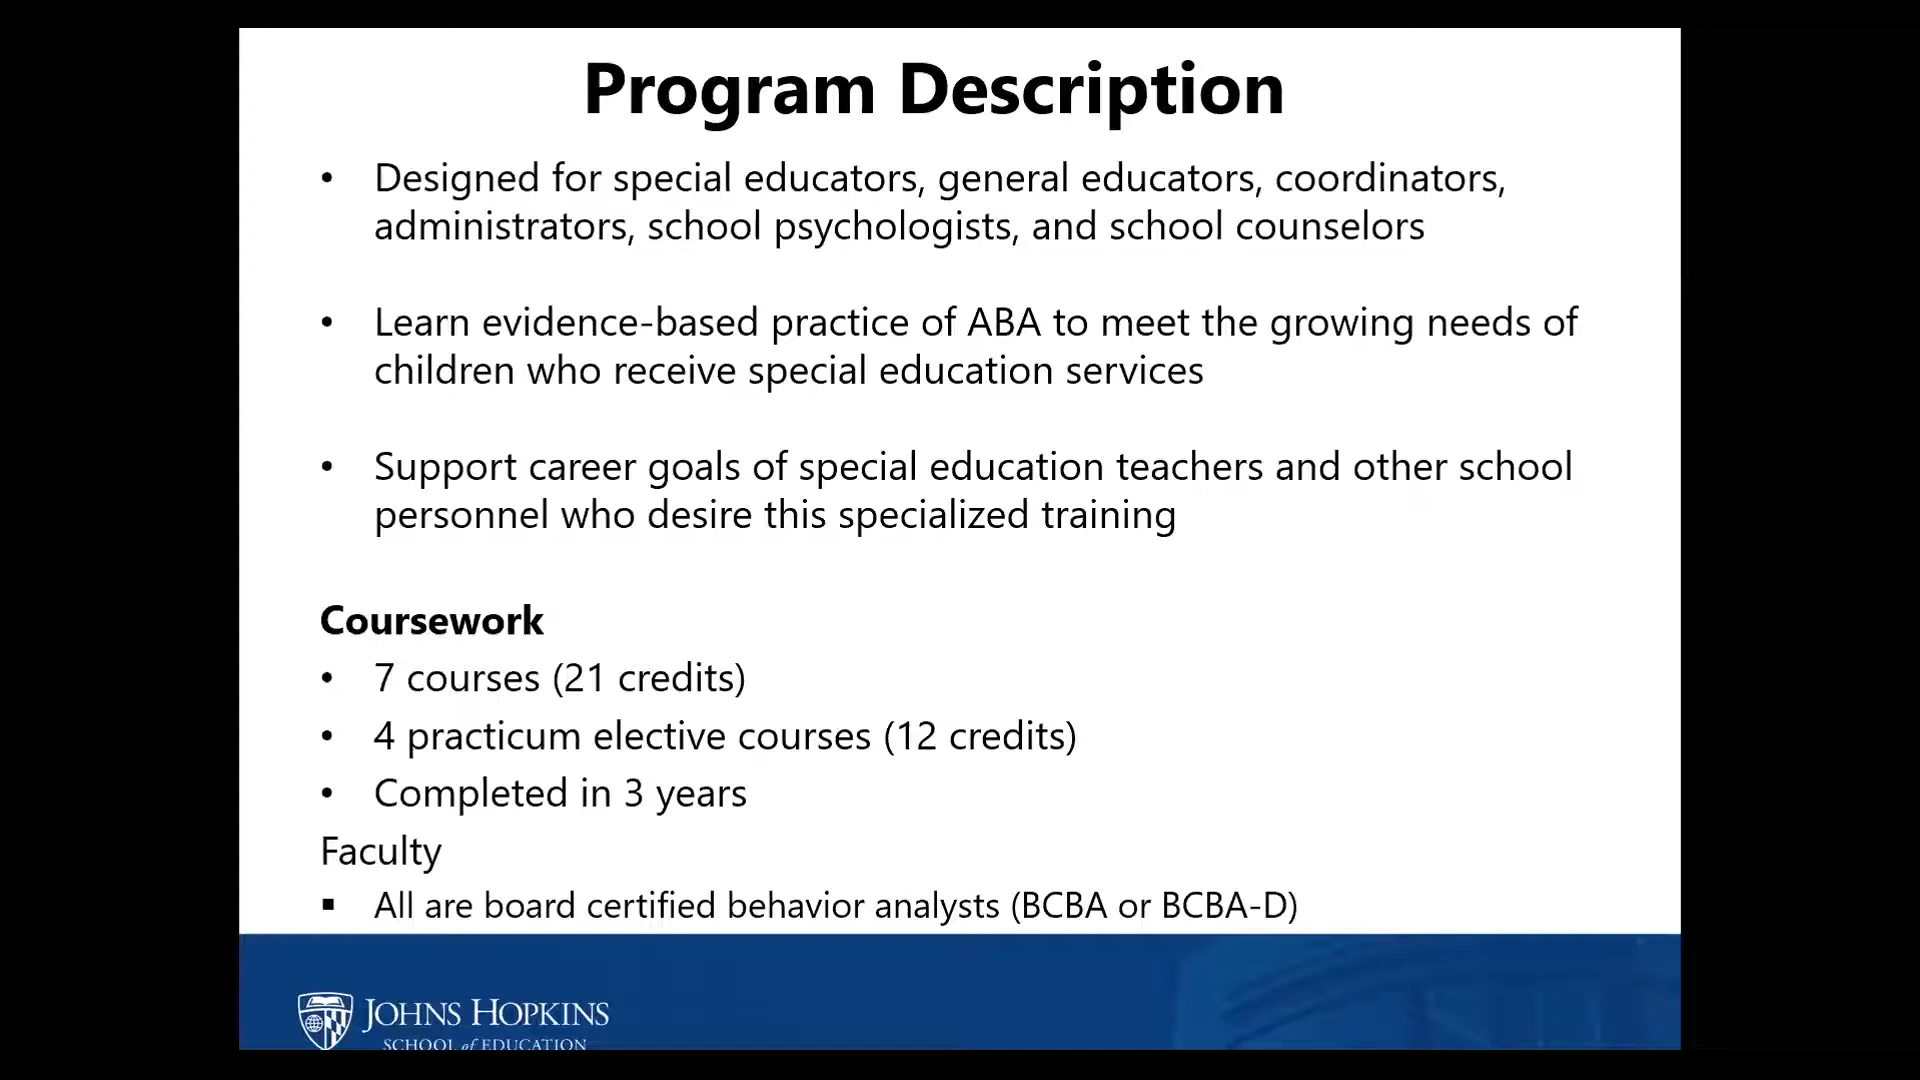 Program Description
• Designed for special educators, general educators, coordinators,
administrators, school psychologists, and school counselors
• Learn evidence-based practice of ABA to meet the growing needs of
children who receive special education services
• Support career goals of special education teachers and other school
personnel who desire this specialized training
Coursework
• 7 courses (21 credits)
• 4 practicum elective courses (12 credits)
• Completed in 3 years
Faculty
▪ All are board certified behavior analysts (BCBA or BCBA-D)
JOHNS HOPKINS
SCHOOL of EDUCATION